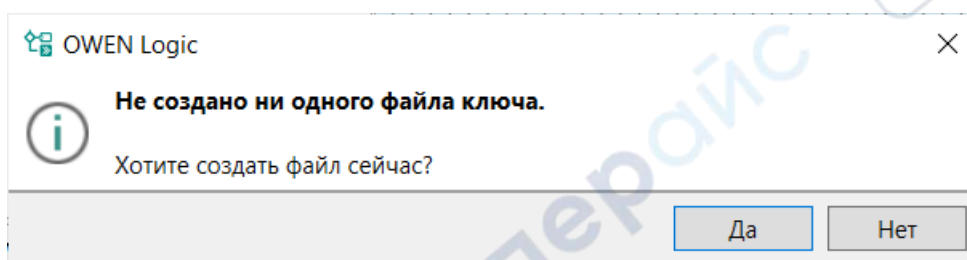 OWEN Logic
Не создано ни одного файла ключа.
Хотите создать файл сейчас?
Да
Нет